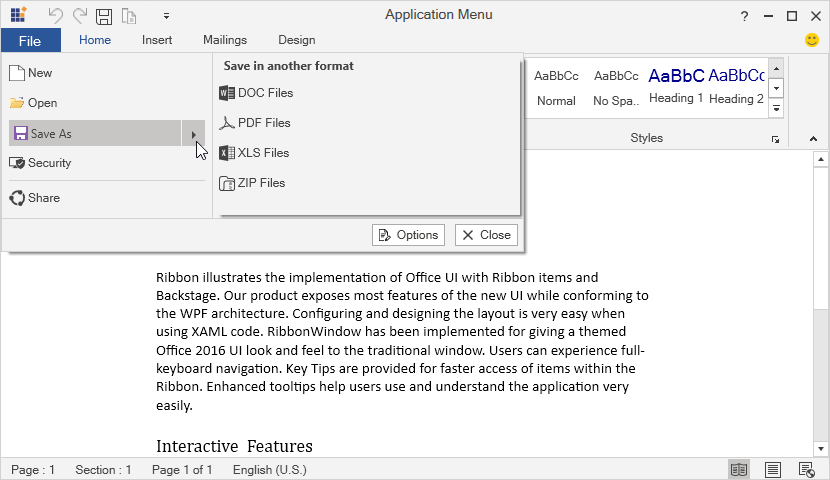 Application Menu
File Home Insert Mailings Design
New
Open
Save As
Security
Share
Save in another format
DOC Files
PDF Files
XLS Files
ZIP Files
Options Close
AaBbCc AaBbCc AaBbC AaBbCc
Normal No Spa.. Heading 1 Heading 2
Styles
Ribbon illustrates the implementation of Office UI with Ribbon items and
Backstage. Our product exposes most features of the new UI while conforming to
the WPF architecture. Configuring and designing the layout is very easy when
using XAML code. RibbonWindow has been implemented for giving a themed
Office 2016 UI look and feel to the traditional window. Users can experience full-
keyboard navigation. Key Tips are provided for faster access of items within the
Ribbon. Enhanced tooltips help users use and understand the application very
easily.
Interactive Features
Page : 1 Section : 1 Page 1 of 1 English (U.S.)